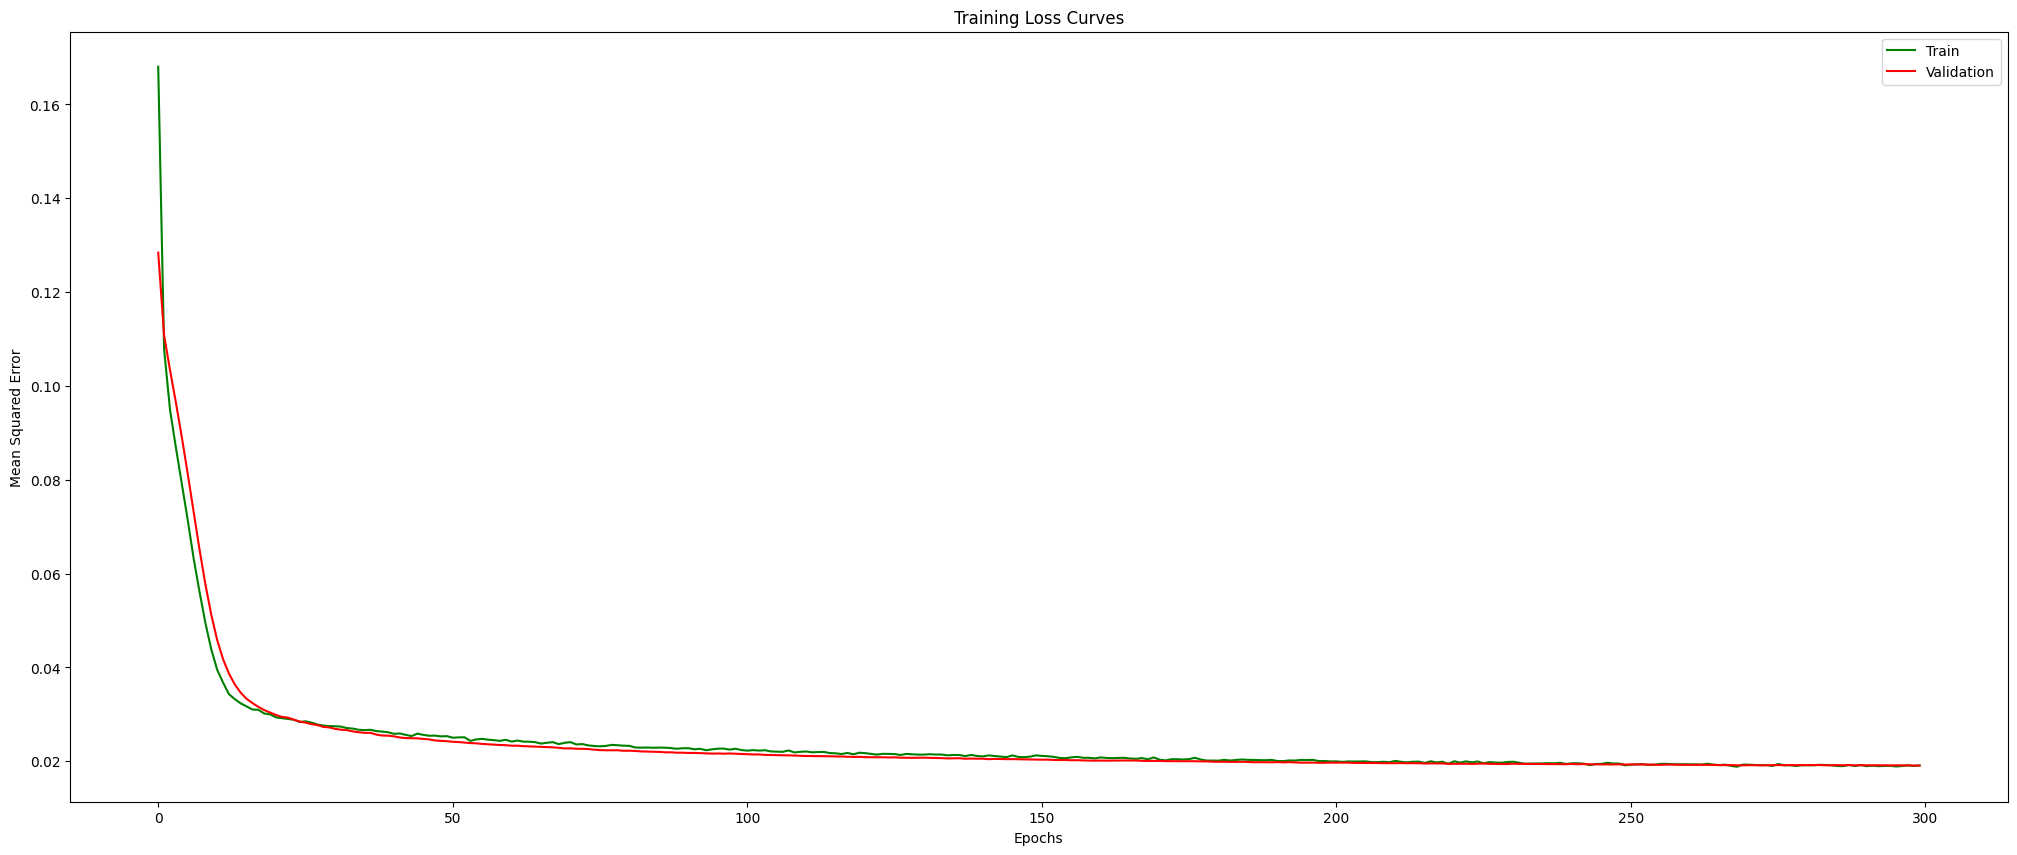 Training Loss Curves
Train
Validation
0.16
0.14
0.12
0.10
0.08
0.06
0.04
0.02
Mean Squared Error
0 50 100 150 200 250 300
Epochs